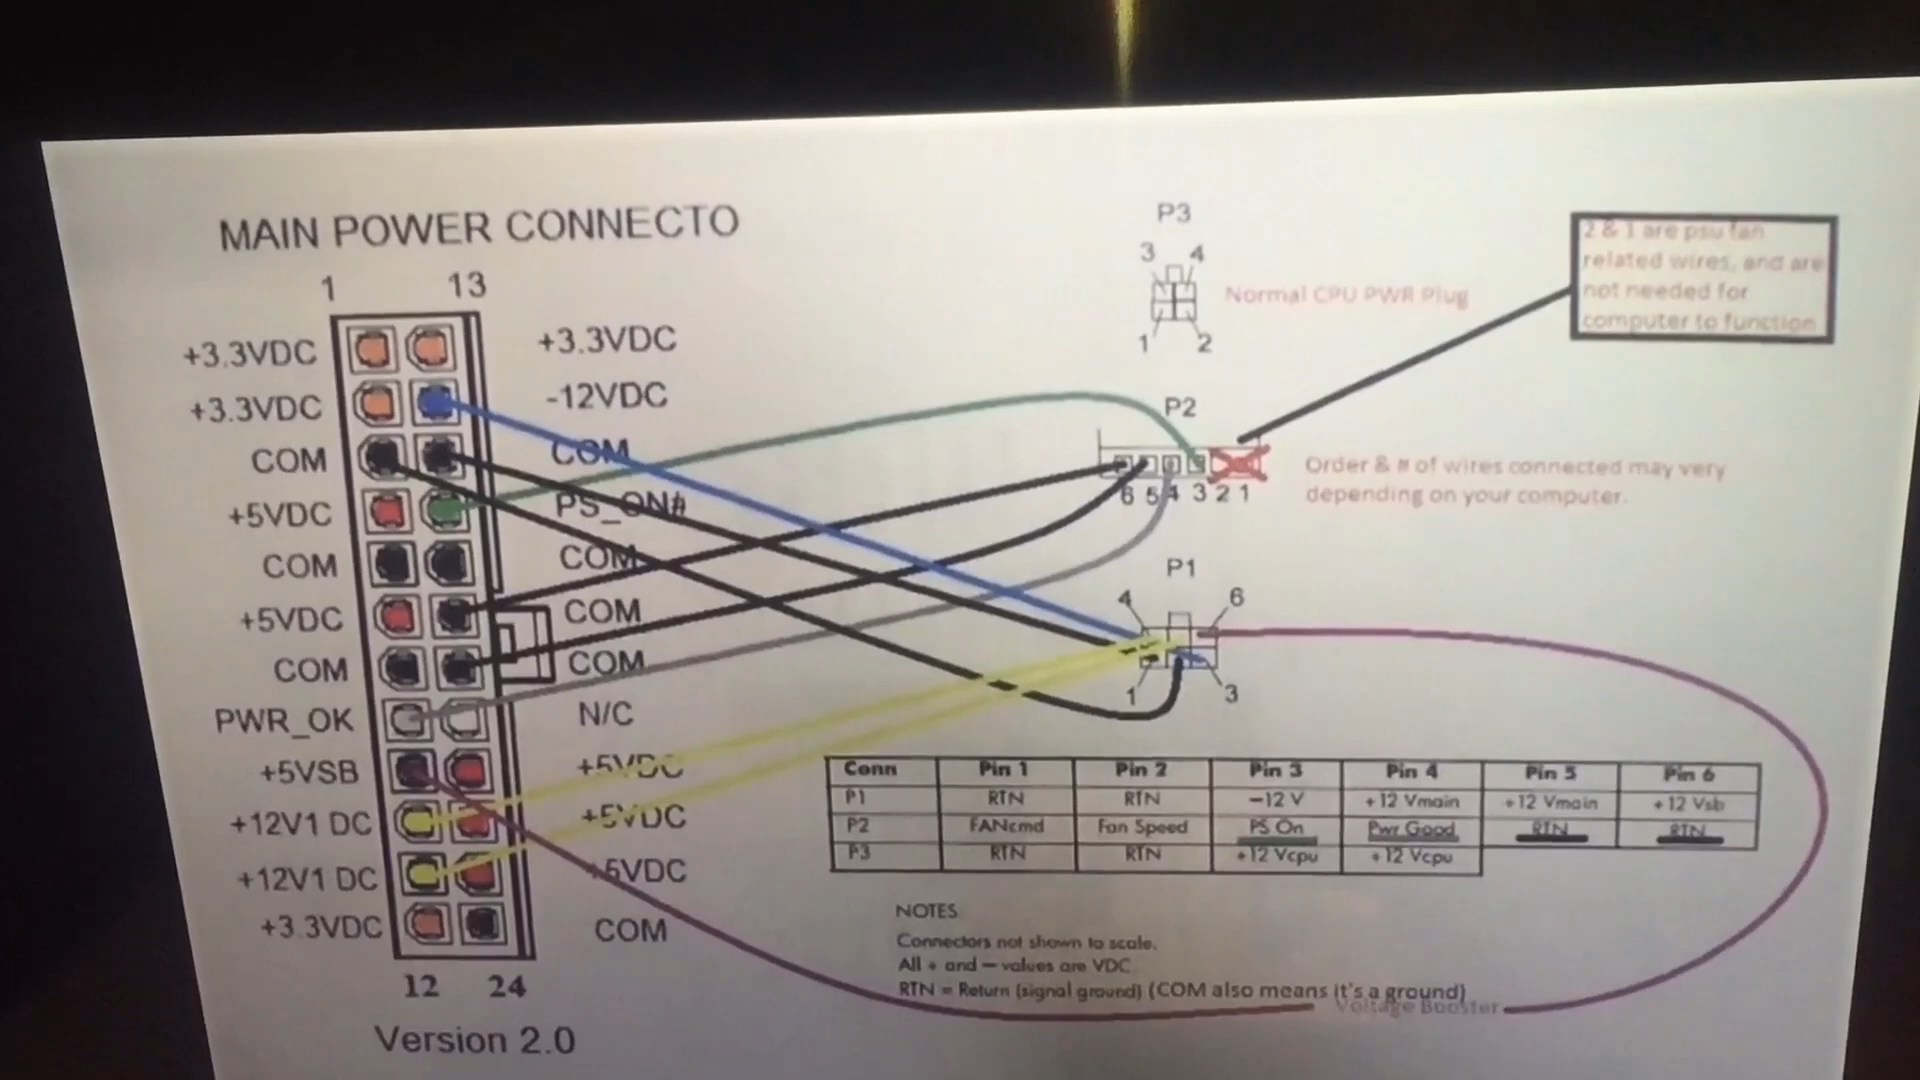 MAIN POWER CONNECTO
1 13
+3.3VDC +3.3VDC
+3.3VDC -12VDC
COM COM
+5VDC PS_ON#
COM COM
+5VDC COM
COM COM
PWR_OK N/C
+5VSB +5VDC
+12V1 DC +5VDC
+12V1 DC +5VDC
+3.3VDC COM
12 24
Version 2.0
P3
3 4
Normal CPU PWR Plug
1 2
2 & 1 are psu fan
related wires, and are
not needed for
computer to function
P2
6 5 4 3 2 1
Order & # of wires connected may very
depending on your computer.
P1
4 6
1 3
Conn Pin 1 Pin 2 Pin 3 Pin 4 Pin 5 Pin 6
P1 RTN RTN −12 V +12 Vmain +12 Vmain +12 Vsb
P2 FANcmd Fan Speed PS On Pwr Good RTN RTN
P3 RTN RTN +12 Vcpu +12 Vcpu
NOTES
Connectors not shown to scale.
All + and − values are VDC.
RTN = Return (signal ground) (COM also means it's a ground)
Voltage Booster